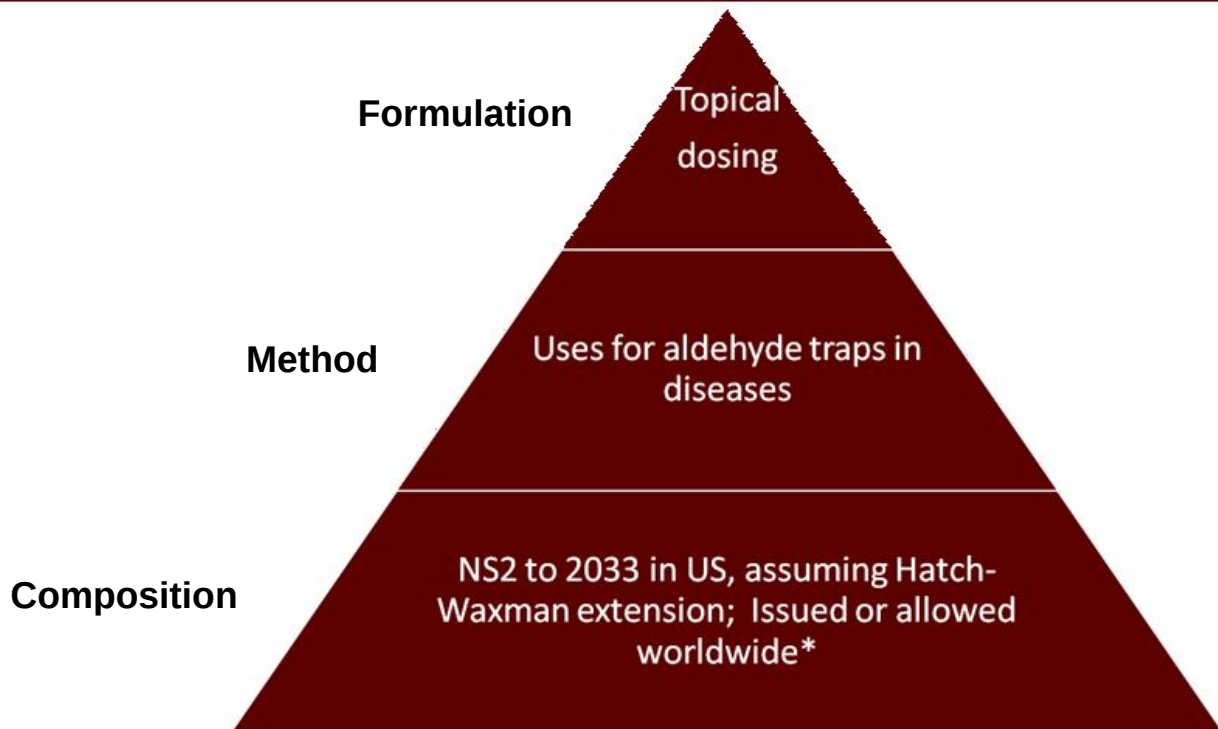 Formulation
Topical
dosing
Method
Uses for aldehyde traps in
diseases
Composition
NS2 to 2033 in US, assuming Hatch-
Waxman extension; Issued or allowed
worldwide*